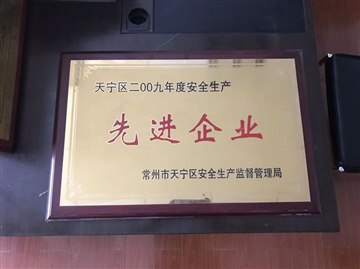 天宁区二00九年度安全生产
先进企业
常州市天宁区安全生产监督管理局